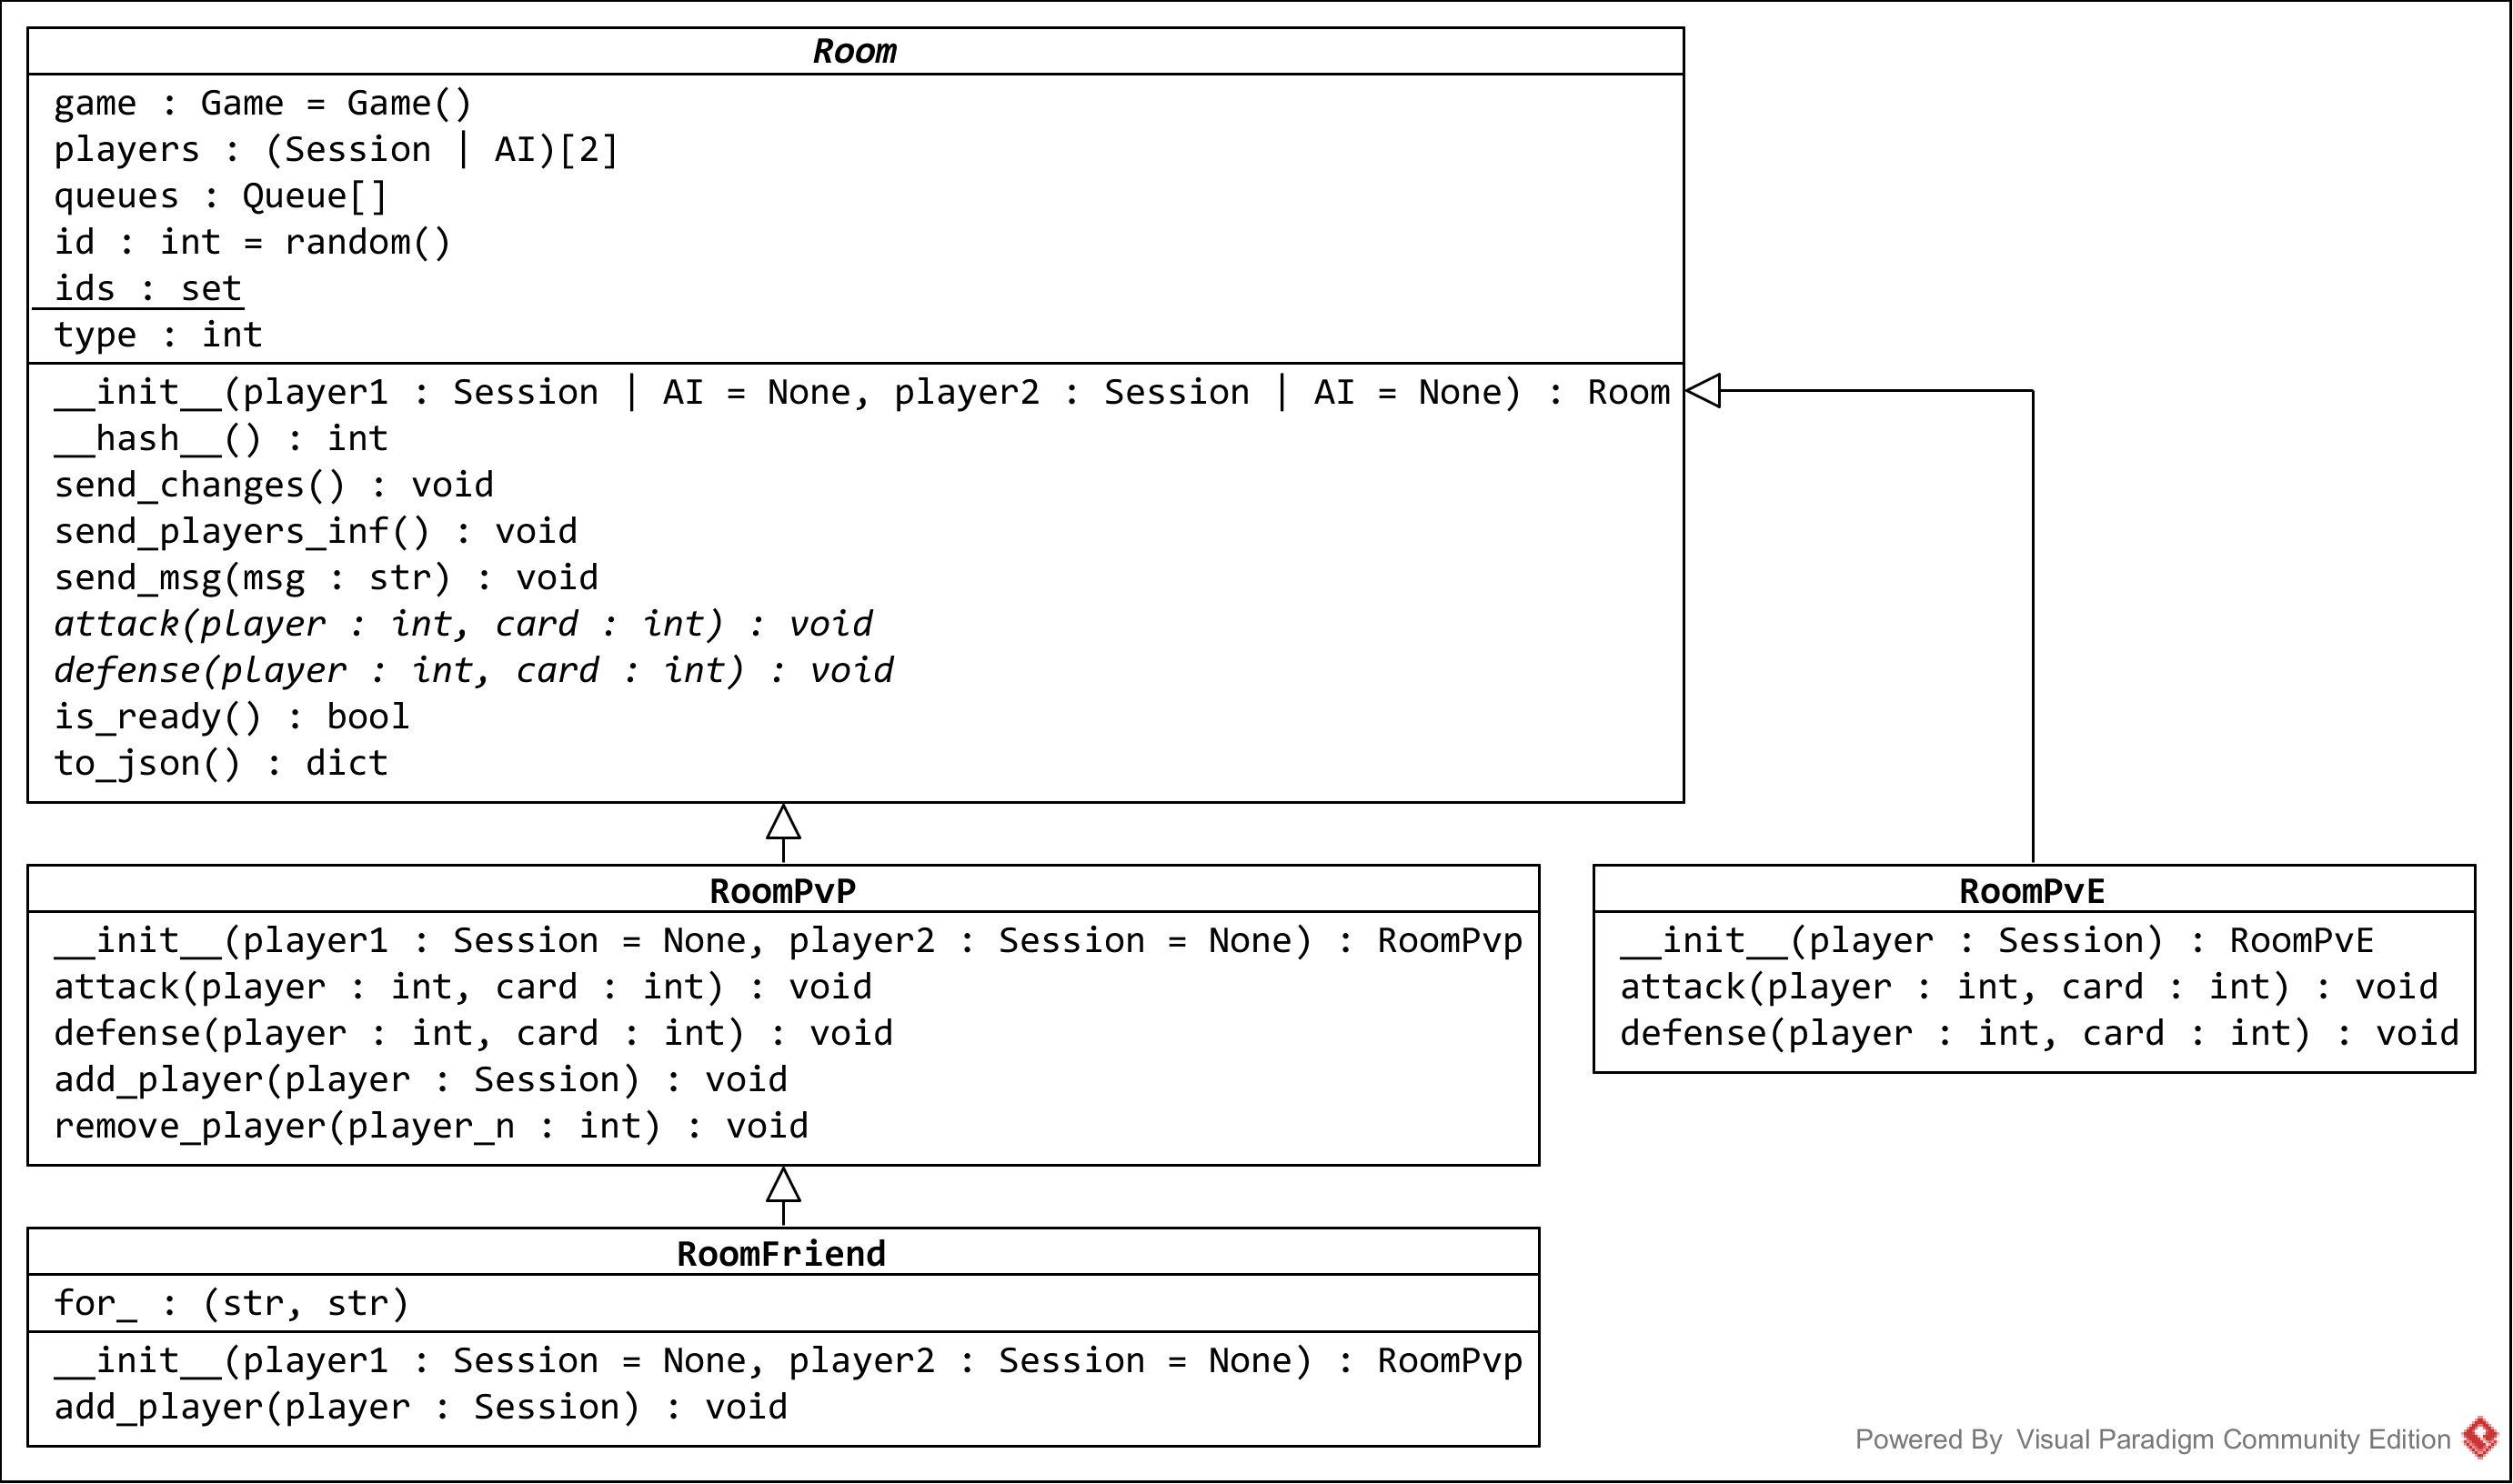 Room
game : Game = Game()
players : (Session | AI)[2]
queues : Queue[]
id : int = random()
ids : set
type : int
__init__(player1 : Session | AI = None, player2 : Session | AI = None) : Room
__hash__() : int
send_changes() : void
send_players_inf() : void
send_msg(msg : str) : void
attack(player : int, card : int) : void
defense(player : int, card : int) : void
is_ready() : bool
to_json() : dict
RoomPvP
__init__(player1 : Session = None, player2 : Session = None) : RoomPvp
attack(player : int, card : int) : void
defense(player : int, card : int) : void
add_player(player : Session) : void
remove_player(player_n : int) : void
RoomPvE
__init__(player : Session) : RoomPvE
attack(player : int, card : int) : void
defense(player : int, card : int) : void
RoomFriend
for_ : (str, str)
__init__(player1 : Session = None, player2 : Session = None) : RoomPvp
add_player(player : Session) : void
Powered By Visual Paradigm Community Edition